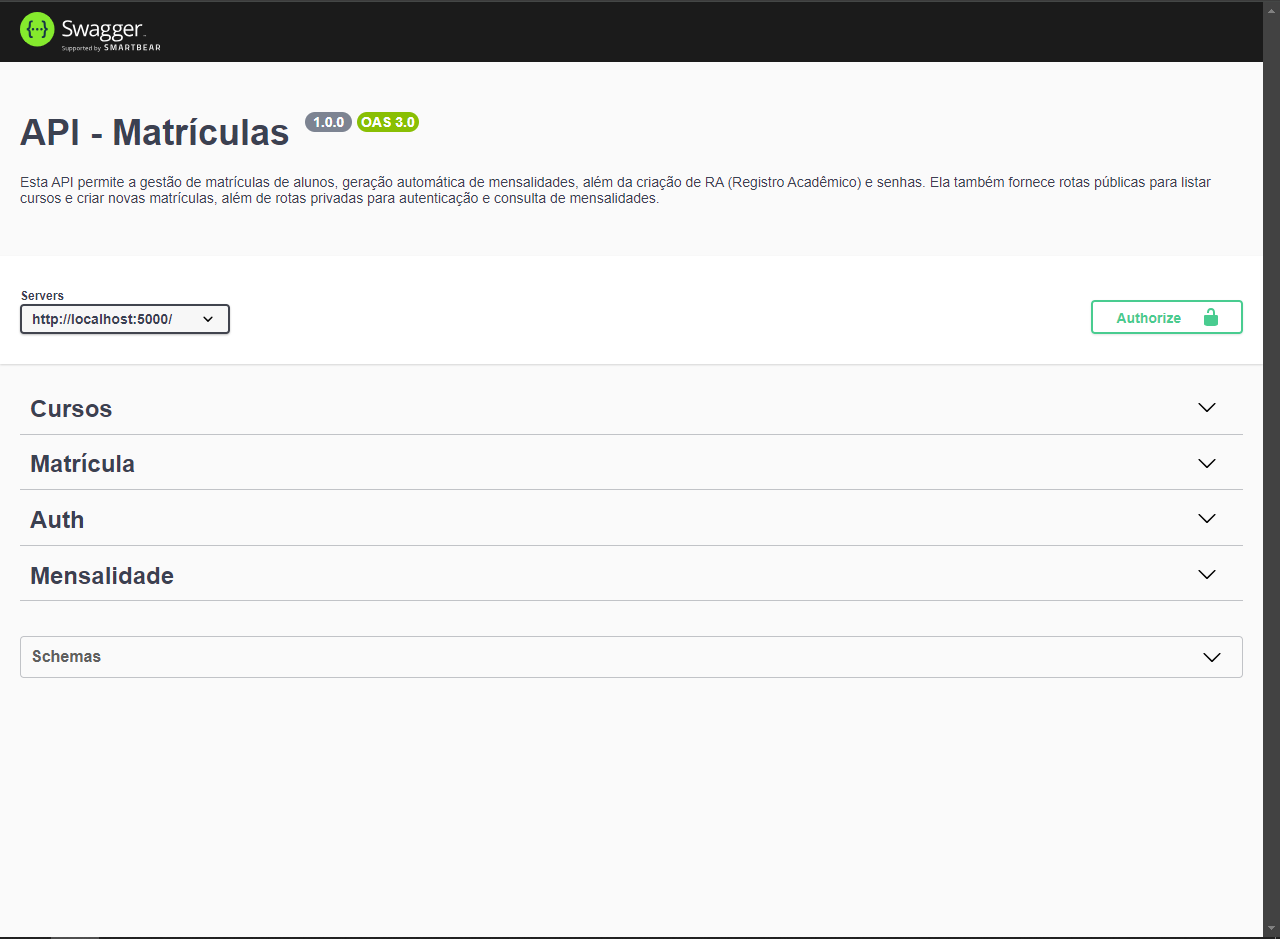 {···} Swagger
Supported by SMARTBEAR
API - Matrículas 1.0.0 OAS 3.0
Esta API permite a gestão de matrículas de alunos, geração automática de mensalidades, além da criação de RA (Registro Acadêmico) e senhas. Ela também fornece rotas públicas para listar
cursos e criar novas matrículas, além de rotas privadas para autenticação e consulta de mensalidades.
Servers
http://localhost:5000/
Authorize
Cursos
Matrícula
Auth
Mensalidade
Schemas